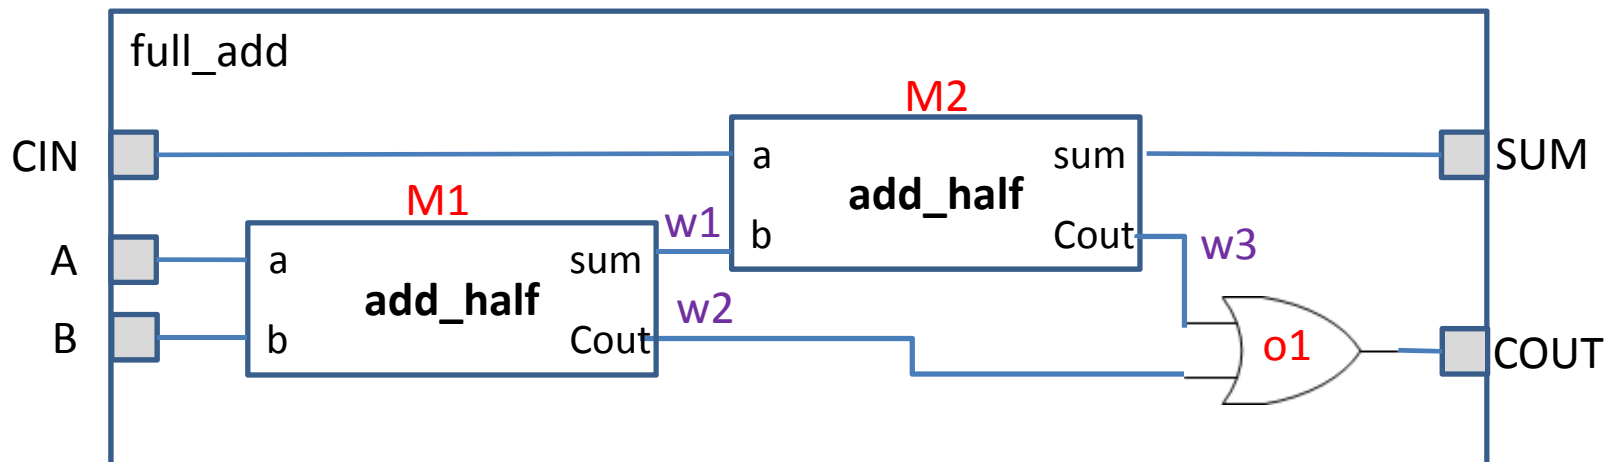 full_add
M2
CIN
a
sum
SUM
add_half
M1
w1
b
Cout
w3
A
a
sum
add_half
w2
B
b
Cout
o1
COUT